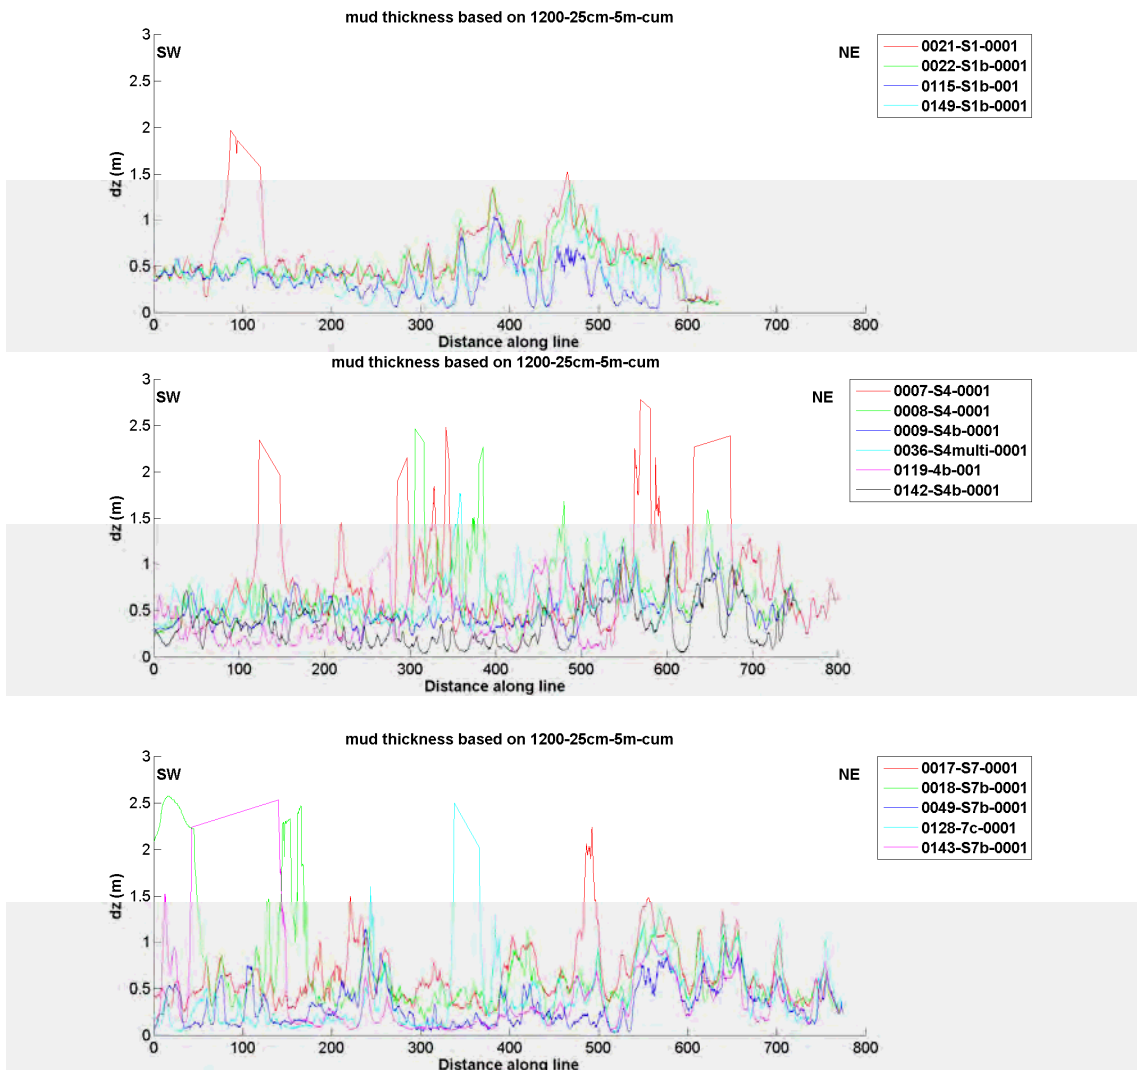 mud thickness based on 1200-25cm-5m-cum
3
SW
NE
2.5
2
1.5
1
0.5
0
dz (m)
0 100 200 300 400 500 600 700 800
Distance along line
0021-S1-0001
0022-S1b-0001
0115-S1b-001
0149-S1b-0001
mud thickness based on 1200-25cm-5m-cum
3
SW
NE
2.5
2
1.5
1
0.5
0
dz (m)
0 100 200 300 400 500 600 700 800
Distance along line
0007-S4-0001
0008-S4-0001
0009-S4b-0001
0036-S4multi-0001
0119-4b-001
0142-S4b-0001
mud thickness based on 1200-25cm-5m-cum
3
SW
NE
2.5
2
1.5
1
0.5
0
dz (m)
0 100 200 300 400 500 600 700 800
Distance along line
0017-S7-0001
0018-S7b-0001
0049-S7b-0001
0128-7c-0001
0143-S7b-0001